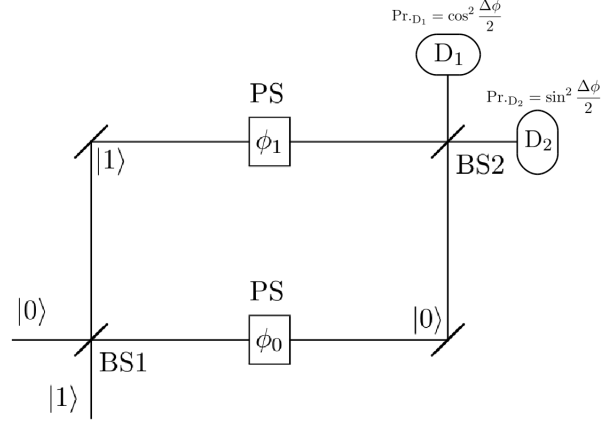 Pr.D₁ = cos² Δϕ/2
D₁
Pr.D₂ = sin² Δϕ/2
PS
D₂
ϕ₁
|1⟩
BS2
PS
|0⟩
|0⟩
ϕ₀
BS1
|1⟩